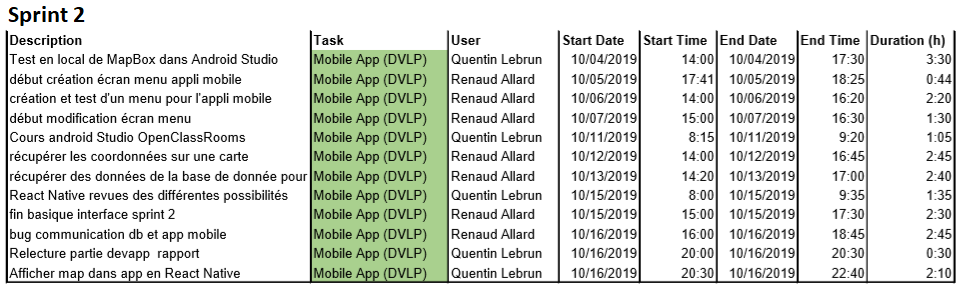 Sprint 2
Description Task User Start Date Start Time End Date End Time Duration (h)
Test en local de MapBox dans Android Studio Mobile App (DVLP) Quentin Lebrun 10/04/2019 14:00 10/04/2019 17:30 3:30
début création écran menu appli mobile Mobile App (DVLP) Renaud Allard 10/05/2019 17:41 10/05/2019 18:25 0:44
création et test d'un menu pour l'appli mobile Mobile App (DVLP) Renaud Allard 10/06/2019 14:00 10/06/2019 16:20 2:20
début modification écran menu Mobile App (DVLP) Renaud Allard 10/07/2019 15:00 10/07/2019 16:30 1:30
Cours android Studio OpenClassRooms Mobile App (DVLP) Quentin Lebrun 10/11/2019 8:15 10/11/2019 9:20 1:05
récupérer les coordonnées sur une carte Mobile App (DVLP) Renaud Allard 10/12/2019 14:00 10/12/2019 16:45 2:45
récupérer des données de la base de donnée pour Mobile App (DVLP) Renaud Allard 10/13/2019 14:20 10/13/2019 17:00 2:40
React Native revues des différentes possibilités Mobile App (DVLP) Quentin Lebrun 10/15/2019 8:00 10/15/2019 9:35 1:35
fin basique interface sprint 2 Mobile App (DVLP) Renaud Allard 10/15/2019 15:00 10/15/2019 17:30 2:30
bug communication db et app mobile Mobile App (DVLP) Renaud Allard 10/16/2019 16:00 10/16/2019 18:45 2:45
Relecture partie devapp rapport Mobile App (DVLP) Quentin Lebrun 10/16/2019 20:00 10/16/2019 20:30 0:30
Afficher map dans app en React Native Mobile App (DVLP) Quentin Lebrun 10/16/2019 20:30 10/16/2019 22:40 2:10